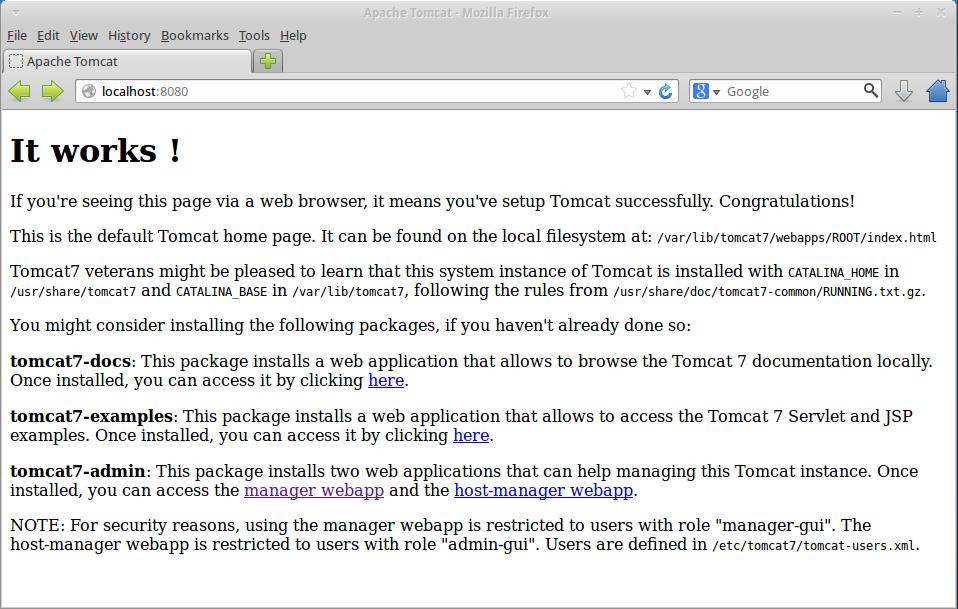 Apache Tomcat - Mozilla Firefox
File Edit View History Bookmarks Tools Help
Apache Tomcat
localhost:8080
Google
It works !
If you're seeing this page via a web browser, it means you've setup Tomcat successfully. Congratulations!
This is the default Tomcat home page. It can be found on the local filesystem at: /var/lib/tomcat7/webapps/ROOT/index.html
Tomcat7 veterans might be pleased to learn that this system instance of Tomcat is installed with CATALINA_HOME in
/usr/share/tomcat7 and CATALINA_BASE in /var/lib/tomcat7, following the rules from /usr/share/doc/tomcat7-common/RUNNING.txt.gz.
You might consider installing the following packages, if you haven't already done so:
tomcat7-docs: This package installs a web application that allows to browse the Tomcat 7 documentation locally.
Once installed, you can access it by clicking here.
tomcat7-examples: This package installs a web application that allows to access the Tomcat 7 Servlet and JSP
examples. Once installed, you can access it by clicking here.
tomcat7-admin: This package installs two web applications that can help managing this Tomcat instance. Once
installed, you can access the manager webapp and the host-manager webapp.
NOTE: For security reasons, using the manager webapp is restricted to users with role "manager-gui". The
host-manager webapp is restricted to users with role "admin-gui". Users are defined in /etc/tomcat7/tomcat-users.xml.